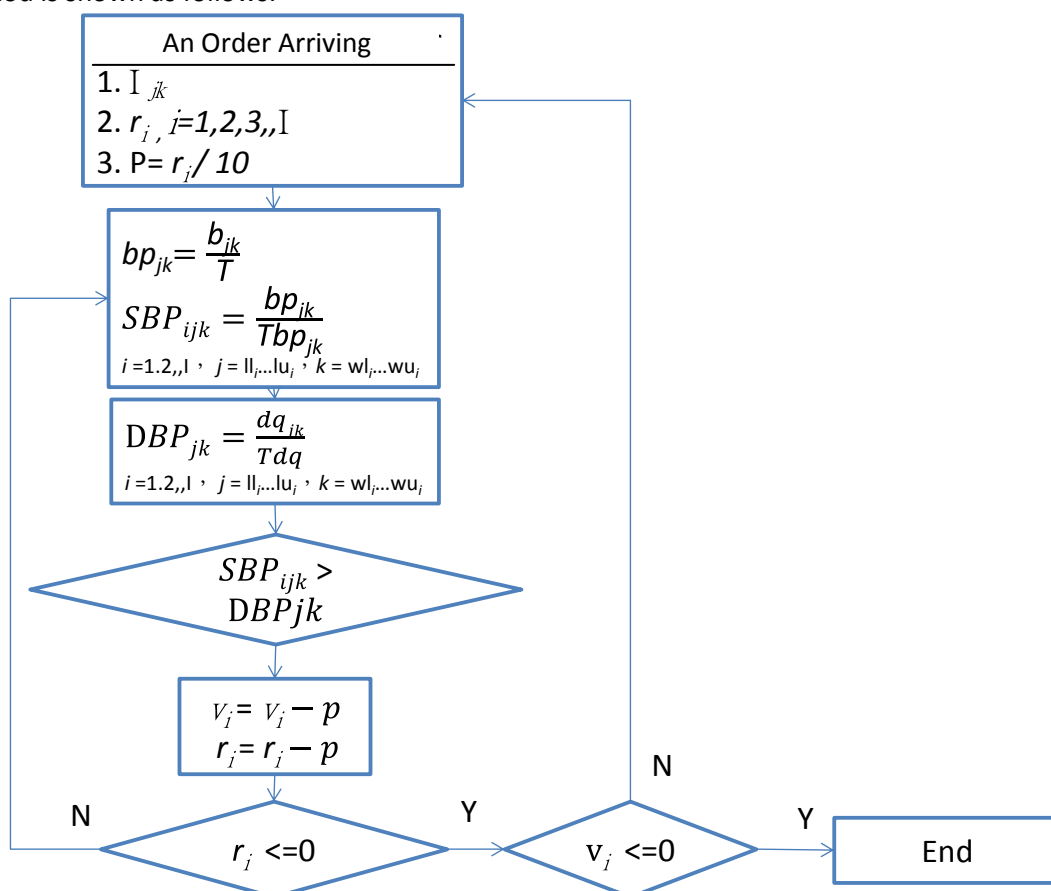 An Order Arriving
1. I jk
2. r i , i=1,2,3,,I
3. P= r i / 10
bp jk = b jk / T
SBP ijk = bp jk / Tbp jk
i =1.2,,I , j = ll i ...lu i , k = wl i ...wu i
DBP jk = dq jk / Tdq
i =1.2,,I , j = ll i ...lu i , k = wl i ...wu i
SBP ijk >
DBPjk
v i = v i − p
r i = r i − p
N
r i <=0
Y
N
v i <=0
Y
End